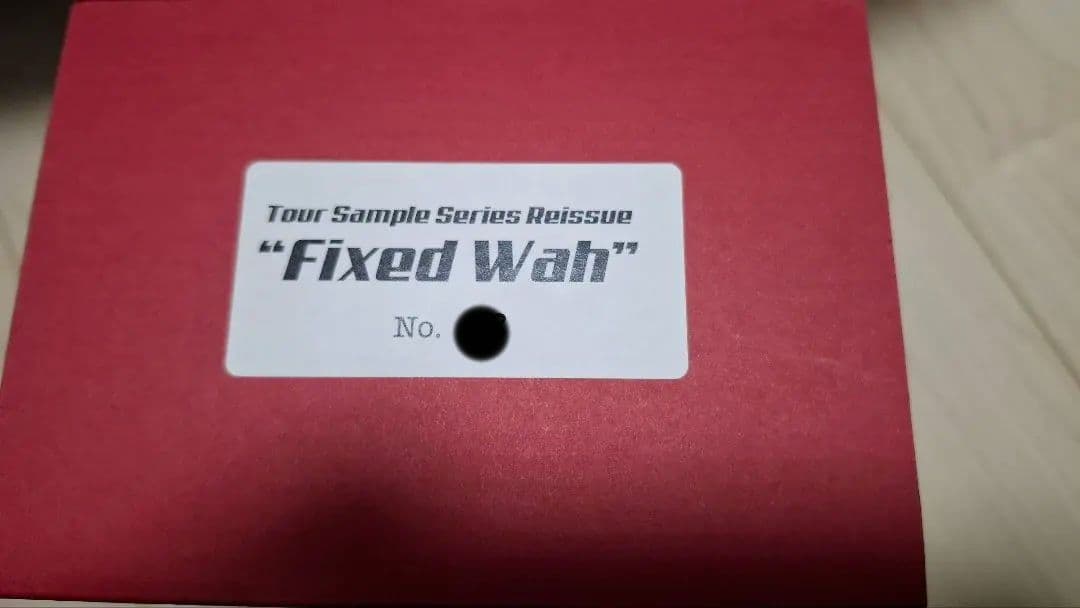 Tour Sample Series Reissue
“Fixed Wah”
No.